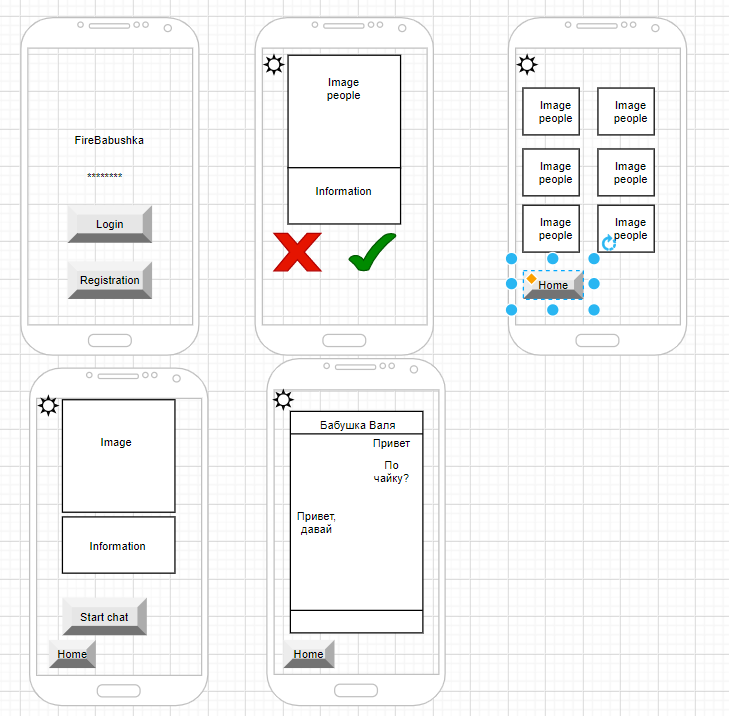 FireBabushka
********
Login
Registration
Image
people
Information
Image
people
Image
people
Image
people
Image
people
Image
people
Image
people
Home
Image
Information
Start chat
Home
Бабушка Валя
Привет
По
чайку?
Привет,
давай
Home